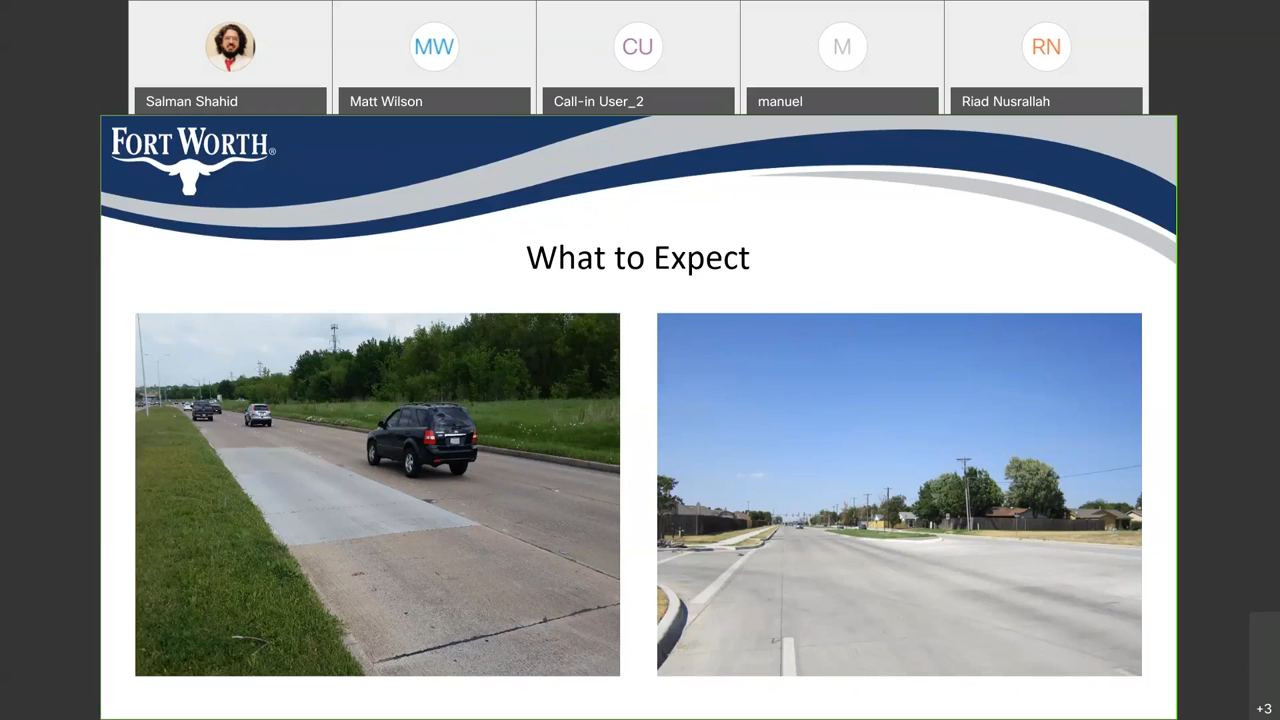 MW
CU
M
RN
Salman Shahid
Matt Wilson
Call-in User_2
manuel
Riad Nusrallah
FORT WORTH®
What to Expect
+3